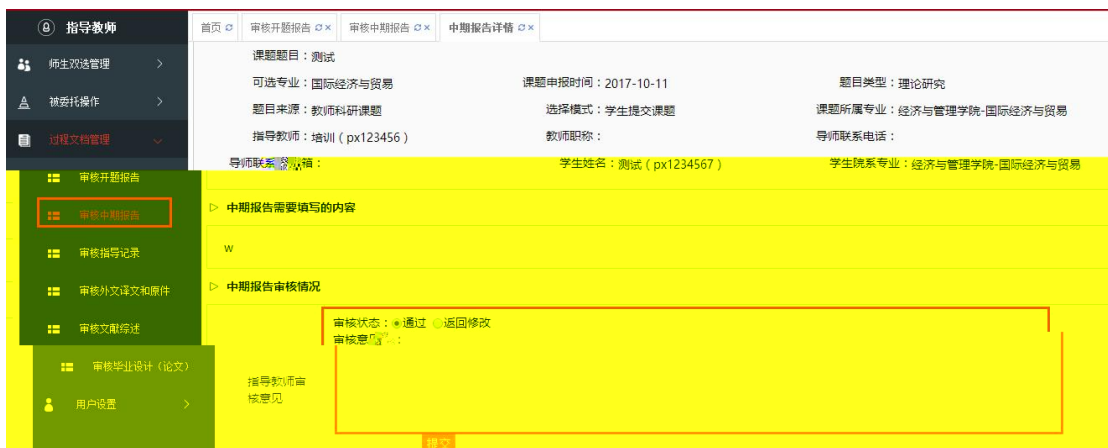 指导教师
首页 审核开题报告 审核中期报告 中期报告详情
师生双选管理
被委托操作
过程文档管理
审核开题报告
审核中期报告
审核指导记录
审核外文译文和原件
审核文献综述
审核毕业设计（论文）
用户设置
课题题目：测试
可选专业：国际经济与贸易 课题申报时间：2017-10-11 题目类型：理论研究
题目来源：教师科研课题 选择模式：学生提交课题 课题所属专业：经济与管理学院-国际经济与贸易
指导教师：培训（px123456） 教师职称： 导师联系电话：
导师联系 箱： 学生姓名：测试（px1234567） 学生院系专业：经济与管理学院-国际经济与贸易
中期报告需要填写的内容
w
中期报告审核情况
审核状态：通过 返回修改
审核意 ：
指导教师审
核意见
提交